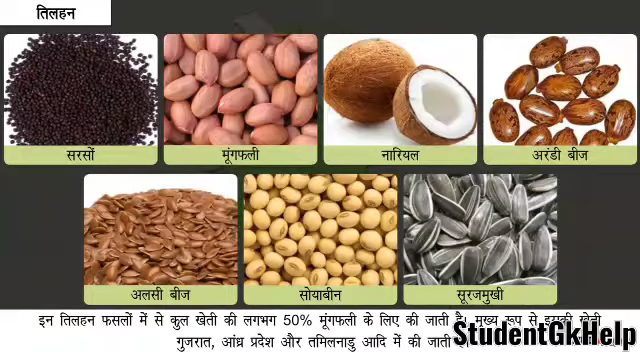 तिलहन
सरसों
मूंगफली
नारियल
अरंडी बीज
अलसी बीज
सोयाबीन
सूरजमुखी
इन तिलहन फसलों में से कुल खेती की लगभग 50% मूंगफली के लिए की जाती है। मुख्य रूप से इसकी खेती
गुजरात, आंध्र प्रदेश और तमिलनाडु आदि में की जाती
StudentGkHelp